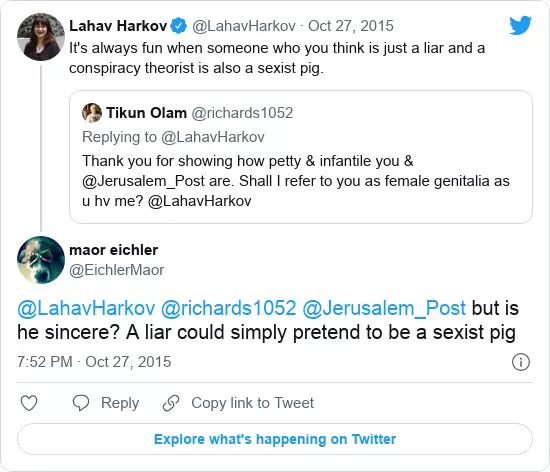 Lahav Harkov @LahavHarkov · Oct 27, 2015
It's always fun when someone who you think is just a liar and a
conspiracy theorist is also a sexist pig.
Tikun Olam @richards1052
Replying to @LahavHarkov
Thank you for showing how petty & infantile you &
@Jerusalem_Post are. Shall I refer to you as female genitalia as
u hv me? @LahavHarkov
maor eichler
@EichlerMaor
@LahavHarkov @richards1052 @Jerusalem_Post but is
he sincere? A liar could simply pretend to be a sexist pig
7:52 PM · Oct 27, 2015
Reply Copy link to Tweet
Explore what's happening on Twitter